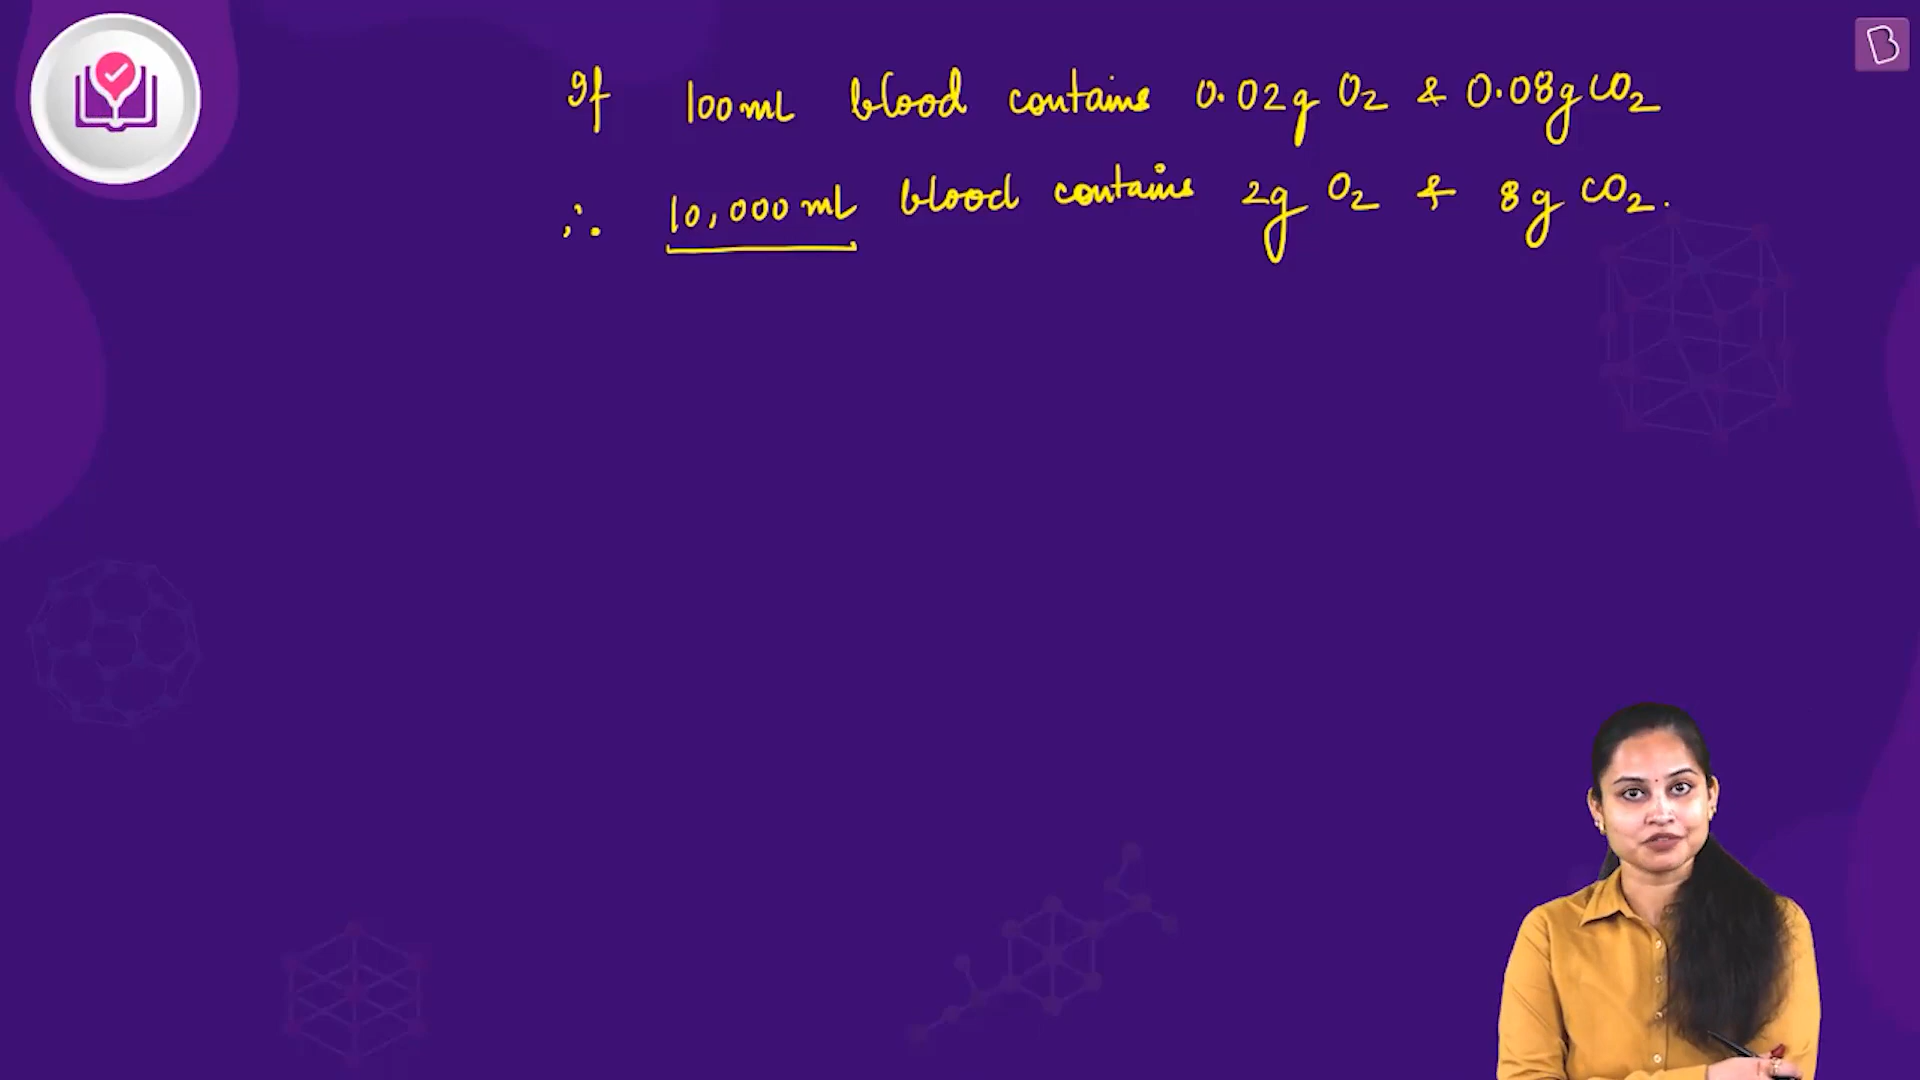 If 100 mL blood contains 0.02g O₂ & 0.08g CO₂
∴ 10,000 mL blood contains 2g O₂ & 8g CO₂.
B